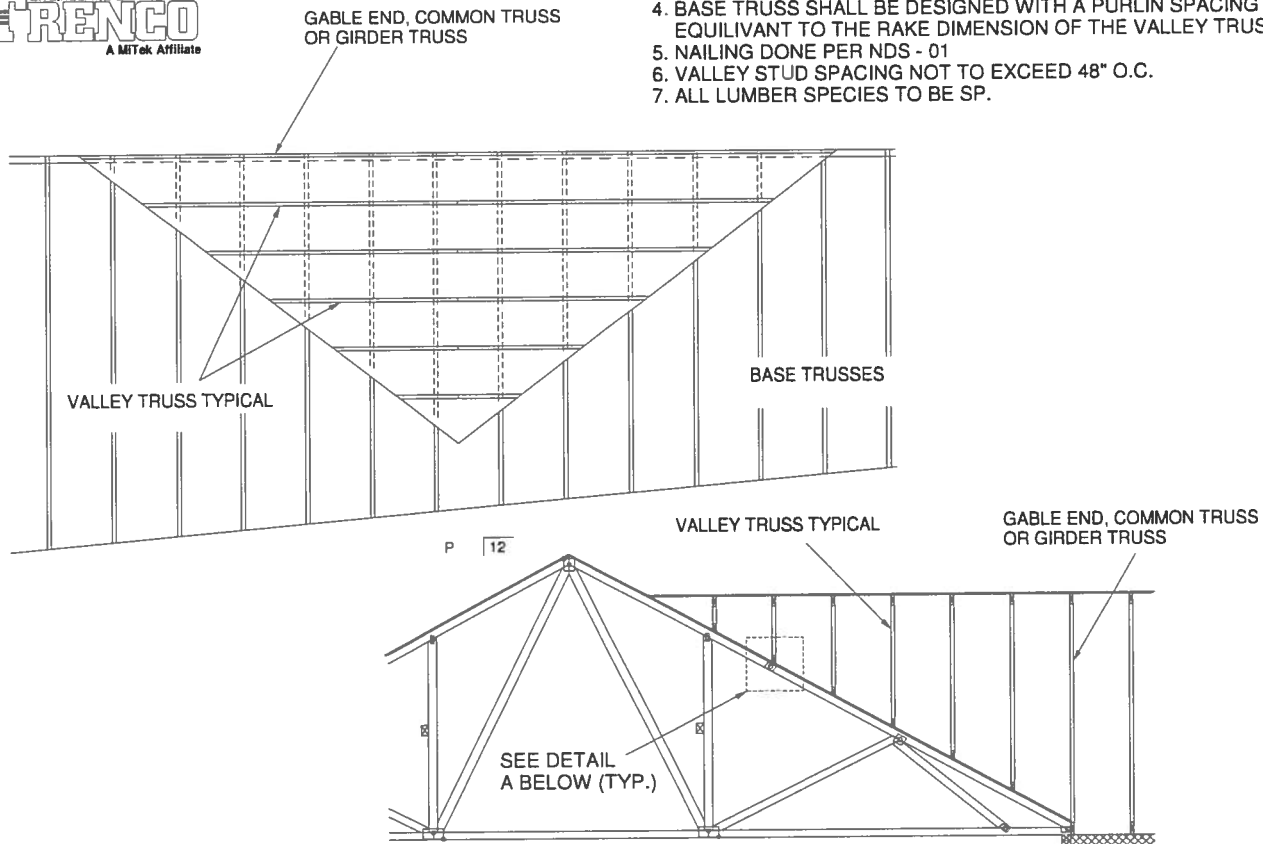 TRENCO
A MiTek Affiliate
GABLE END, COMMON TRUSS
OR GIRDER TRUSS
4. BASE TRUSS SHALL BE DESIGNED WITH A PURLIN SPACING
EQUILIVANT TO THE RAKE DIMENSION OF THE VALLEY TRUS
5. NAILING DONE PER NDS - 01
6. VALLEY STUD SPACING NOT TO EXCEED 48" O.C.
7. ALL LUMBER SPECIES TO BE SP.
VALLEY TRUSS TYPICAL
BASE TRUSSES
P 12
VALLEY TRUSS TYPICAL
GABLE END, COMMON TRUSS
OR GIRDER TRUSS
SEE DETAIL
A BELOW (TYP.)